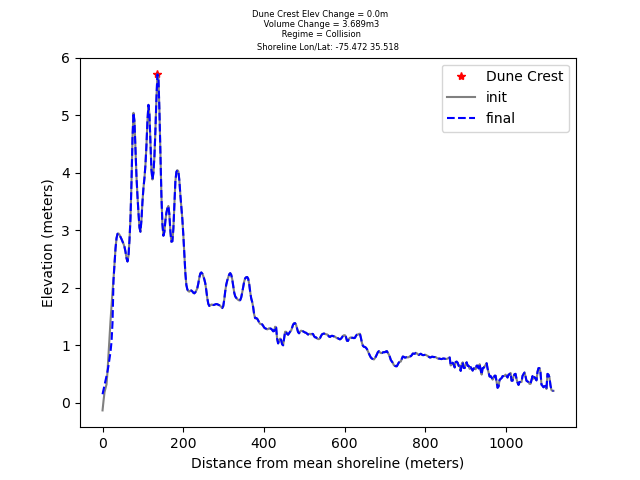 Dune Crest Elev Change = 0.0m
Volume Change = 3.689m3
Regime = Collision
Shoreline Lon/Lat: -75.472 35.518
Dune Crest
init
final
Elevation (meters)
6
5
4
3
2
1
0
0 200 400 600 800 1000
Distance from mean shoreline (meters)